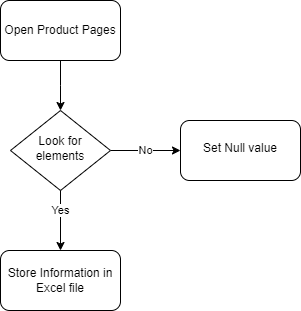 Open Product Pages
Look for
elements
No
Set Null value
Yes
Store Information in
Excel file